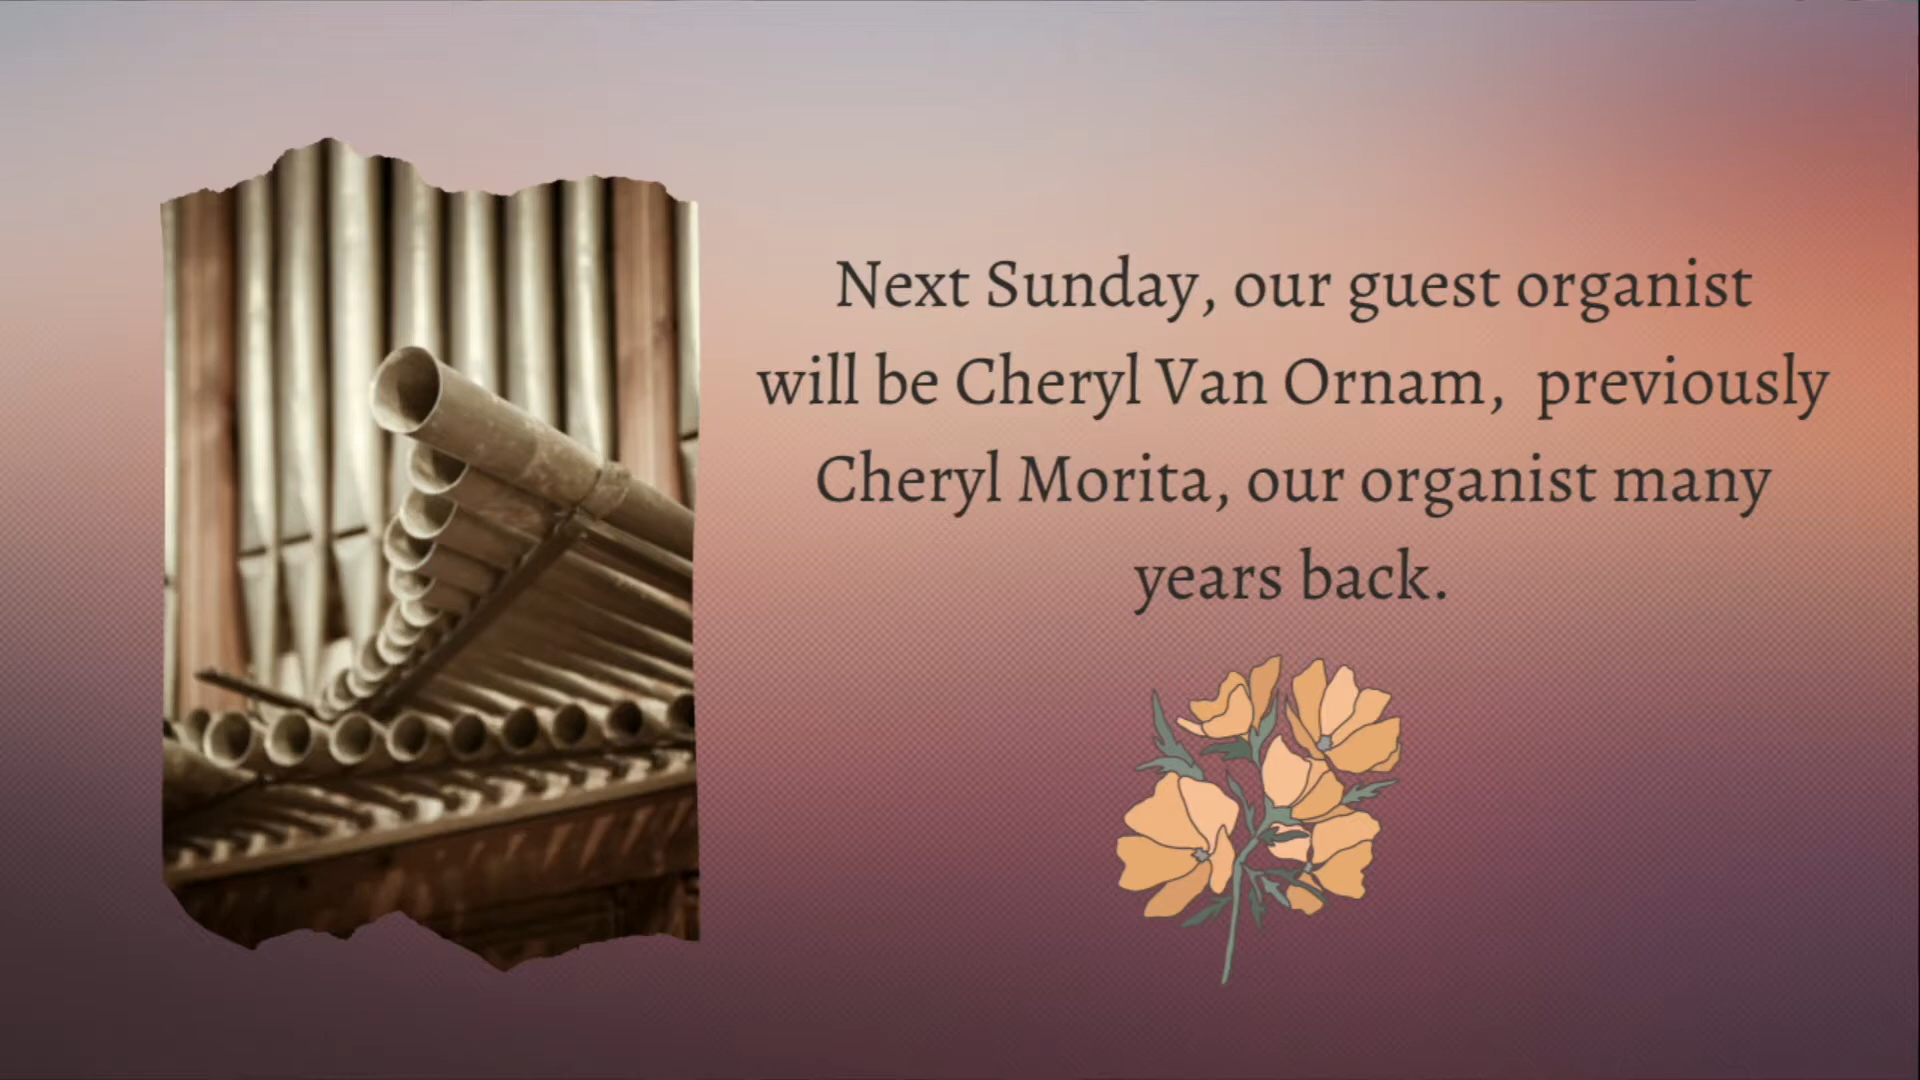 Next Sunday, our guest organist
will be Cheryl Van Ornam,  previously
Cheryl Morita, our organist many
years back.